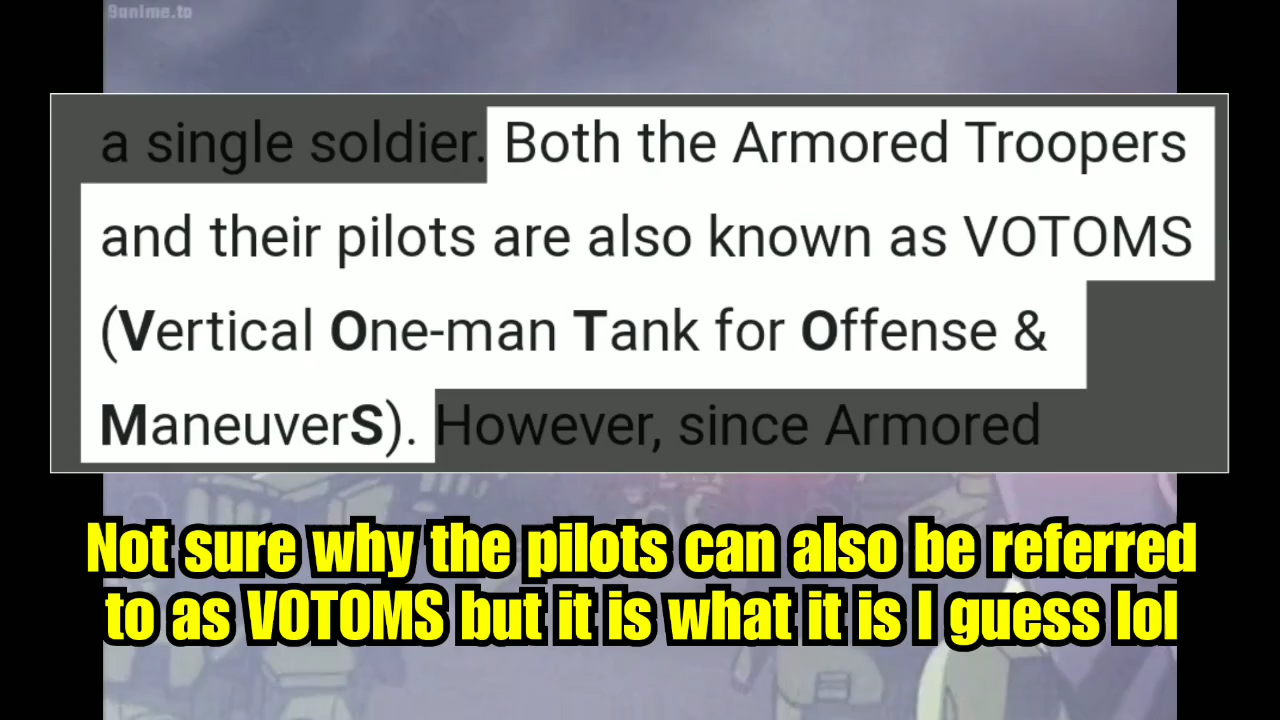 9anime.to
a single soldier. Both the Armored Troopers
and their pilots are also known as VOTOMS
(Vertical One-man Tank for Offense &
ManeuverS). However, since Armored
Not sure why the pilots can also be referred
to as VOTOMS but it is what it is I guess lol